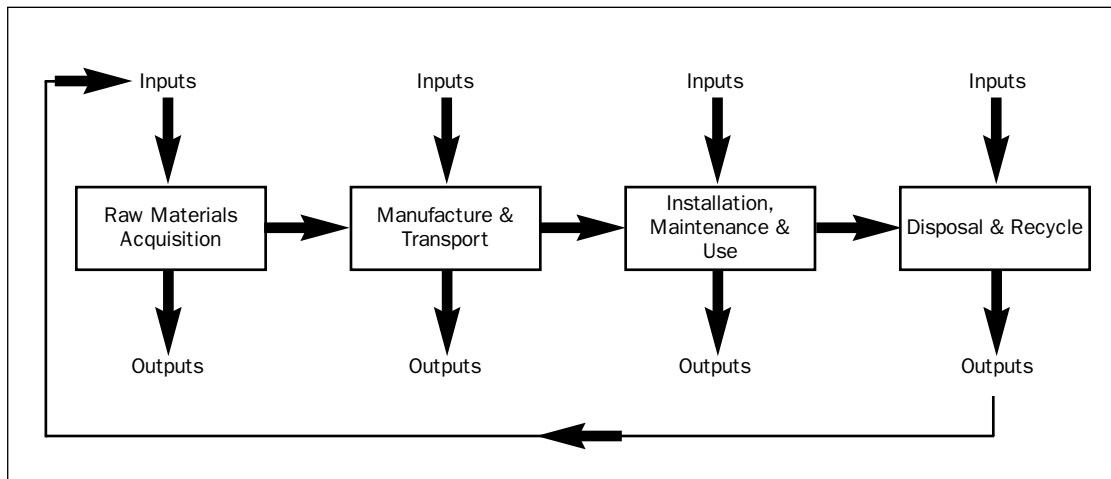 Inputs
Inputs
Inputs
Inputs
Raw Materials
Acquisition
Manufacture &
Transport
Installation,
Maintenance &
Use
Disposal & Recycle
Outputs
Outputs
Outputs
Outputs